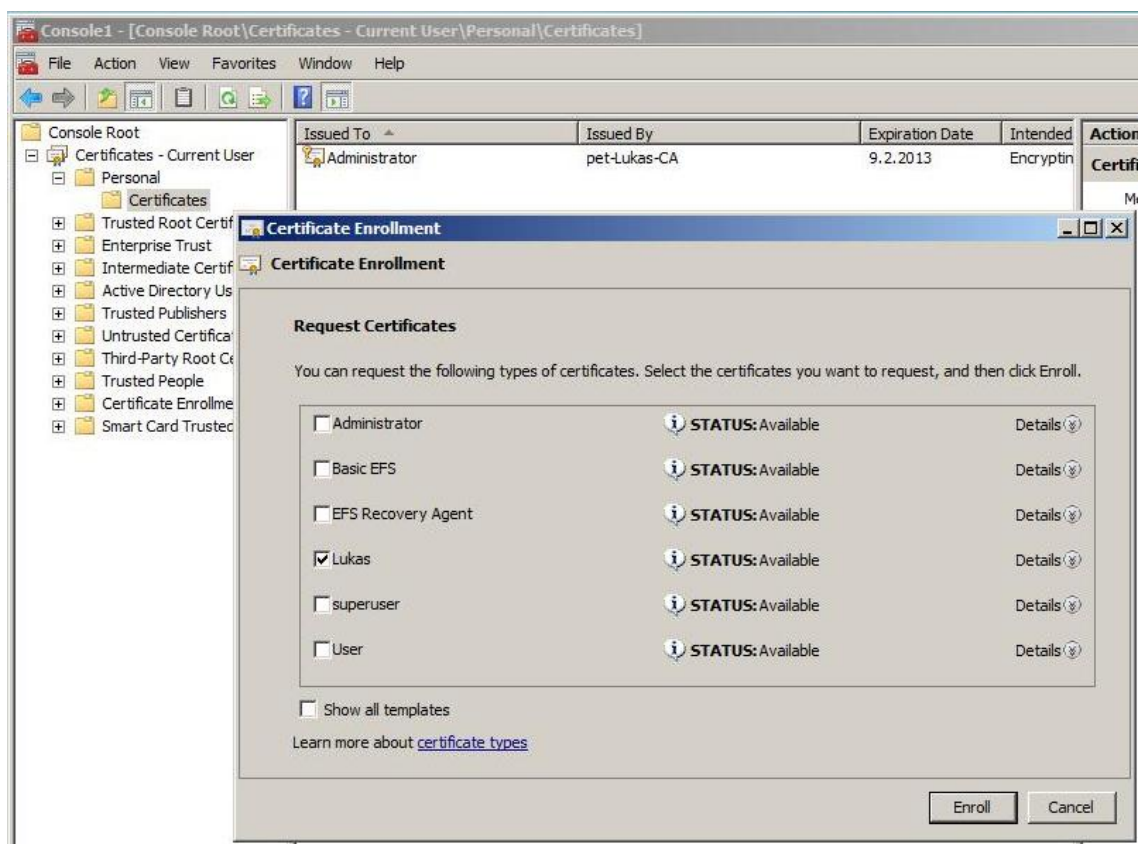 Console1 - [Console Root\Certificates - Current User\Personal\Certificates]
File Action View Favorites Window Help
Console Root
Certificates - Current User
Personal
Certificates
Trusted Root Certif
Enterprise Trust
Intermediate Certif
Active Directory Us
Trusted Publishers
Untrusted Certifica
Third-Party Root Ce
Trusted People
Certificate Enrollme
Smart Card Trusted
Issued To Issued By Expiration Date Intended
Administrator pet-Lukas-CA 9.2.2013 Encryptin
Action
Certifi
Mo
Certificate Enrollment
Certificate Enrollment
Request Certificates
You can request the following types of certificates. Select the certificates you want to request, and then click Enroll.
Administrator STATUS: Available Details
Basic EFS STATUS: Available Details
EFS Recovery Agent STATUS: Available Details
Lukas STATUS: Available Details
superuser STATUS: Available Details
User STATUS: Available Details
Show all templates
Learn more about certificate types
Enroll Cancel